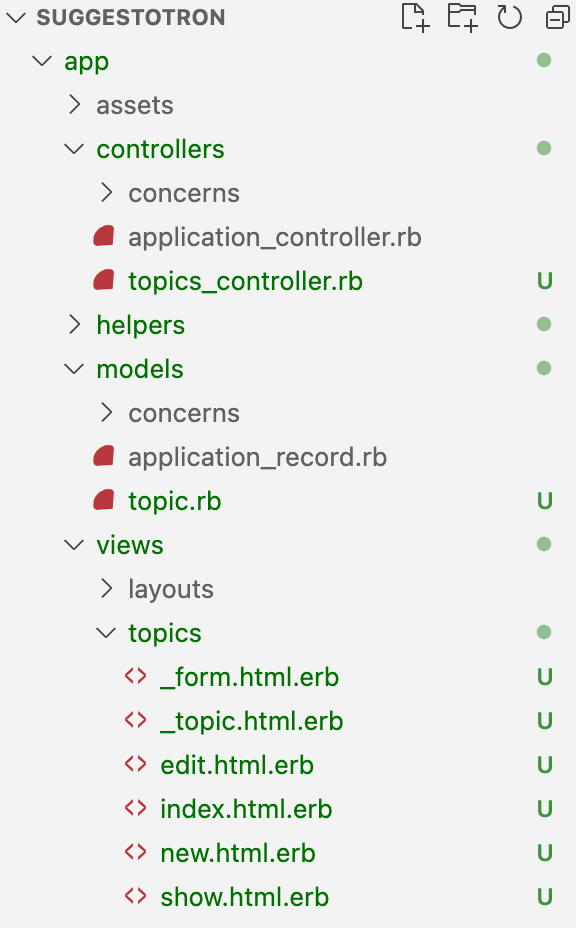 SUGGESTOTRON
app
assets
controllers
concerns
application_controller.rb
topics_controller.rb U
helpers
models
concerns
application_record.rb
topic.rb U
views
layouts
topics
_form.html.erb U
_topic.html.erb U
edit.html.erb U
index.html.erb U
new.html.erb U
show.html.erb U